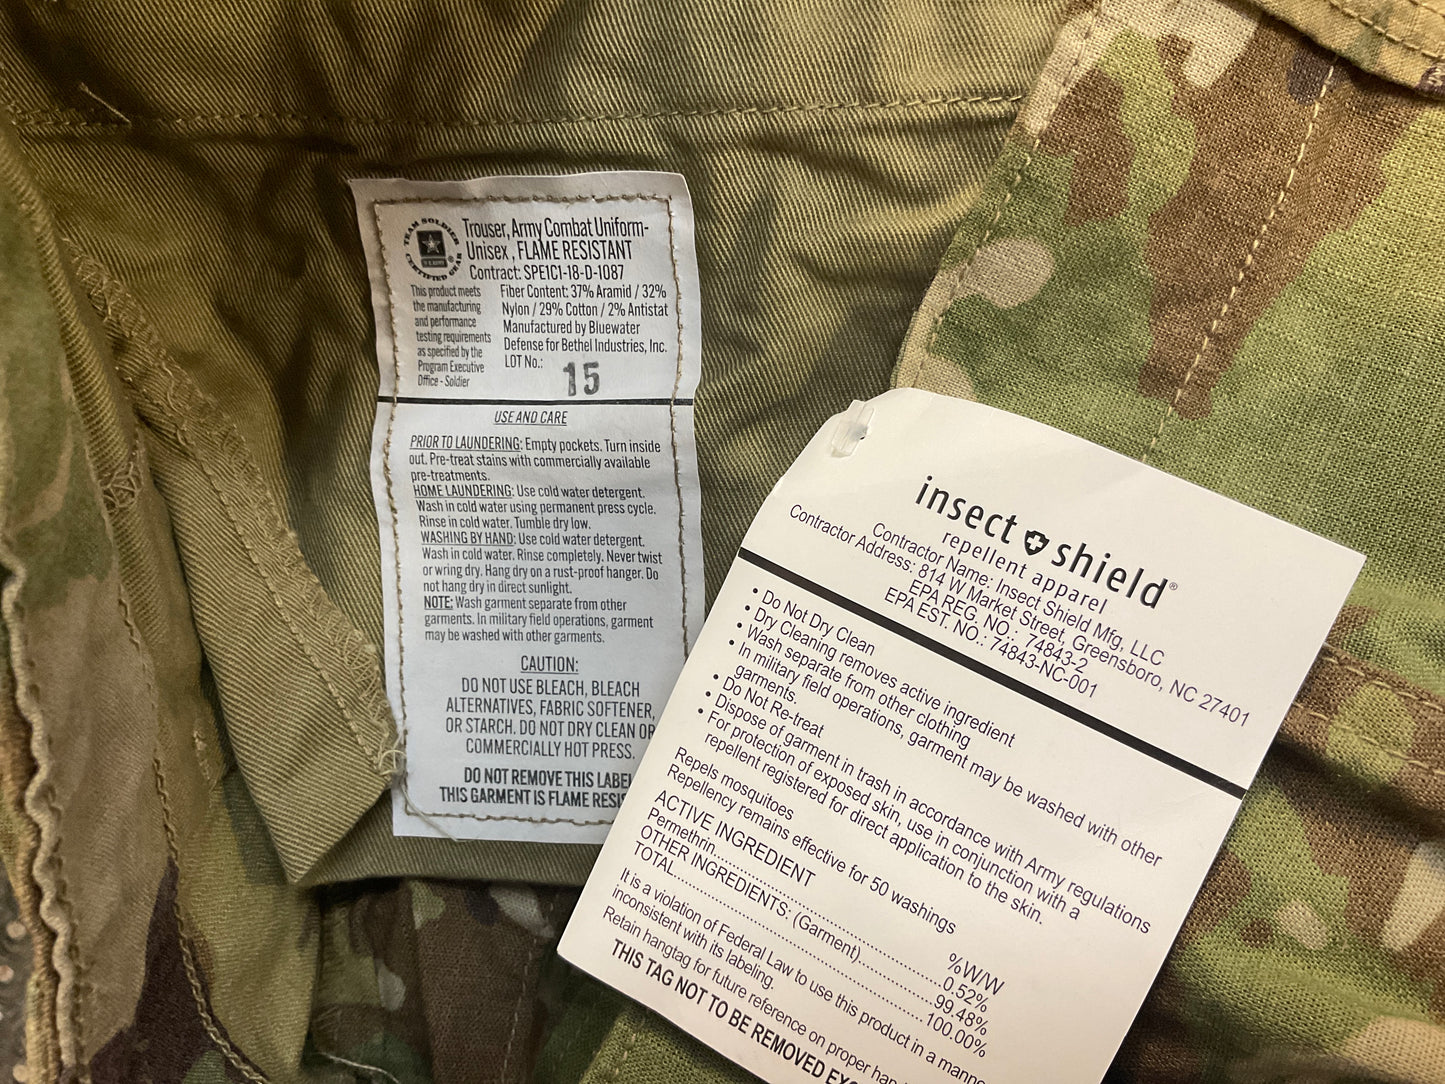 TEAM SOLDIER
CERTIFIED GEAR
Trouser, Army Combat Uniform-
Unisex , FLAME RESISTANT
Contract: SPE1C1-18-D-1087
This product meets
the manufacturing
and performance
testing requirements
as specified by the
Program Executive
Office - Soldier
Fiber Content: 37% Aramid / 32%
Nylon / 29% Cotton / 2% Antistat
Manufactured by Bluewater
Defense for Bethel Industries, Inc.
LOT No.:
15
USE AND CARE
PRIOR TO LAUNDERING: Empty pockets. Turn inside
out. Pre-treat stains with commercially available
pre-treatments.
HOME LAUNDERING: Use cold water detergent.
Wash in cold water using permanent press cycle.
Rinse in cold water. Tumble dry low.
WASHING BY HAND: Use cold water detergent.
Wash in cold water. Rinse completely. Never twist
or wring dry. Hang dry on a rust-proof hanger. Do
not hang dry in direct sunlight.
NOTE: Wash garment separate from other
garments. In military field operations, garment
may be washed with other garments.
CAUTION:
DO NOT USE BLEACH, BLEACH
ALTERNATIVES, FABRIC SOFTENER,
OR STARCH. DO NOT DRY CLEAN OR
COMMERCIALLY HOT PRESS.
DO NOT REMOVE THIS LABEL
THIS GARMENT IS FLAME RESIS
insect shield®
repellent apparel
Contractor Name: Insect Shield Mfg, LLC
Contractor Address: 814 W Market Street, Greensboro, NC 27401
EPA REG. NO.: 74843-2
EPA EST. NO.: 74843-NC-001
• Do Not Dry Clean
• Dry Cleaning removes active ingredient
• Wash separate from other clothing
• In military field operations, garment may be washed with other
garments.
• Do Not Re-treat
• Dispose of garment in trash in accordance with Army regulations
• For protection of exposed skin, use in conjunction with a
repellent registered for direct application to the skin.
Repels mosquitoes
Repellency remains effective for 50 washings
ACTIVE INGREDIENT %W/W
Permethrin 0.52%
OTHER INGREDIENTS: (Garment) 99.48%
TOTAL 100.00%
It is a violation of Federal Law to use this product in a manne
inconsistent with its labeling.
Retain hangtag for future reference on proper han
THIS TAG NOT TO BE REMOVED EXC